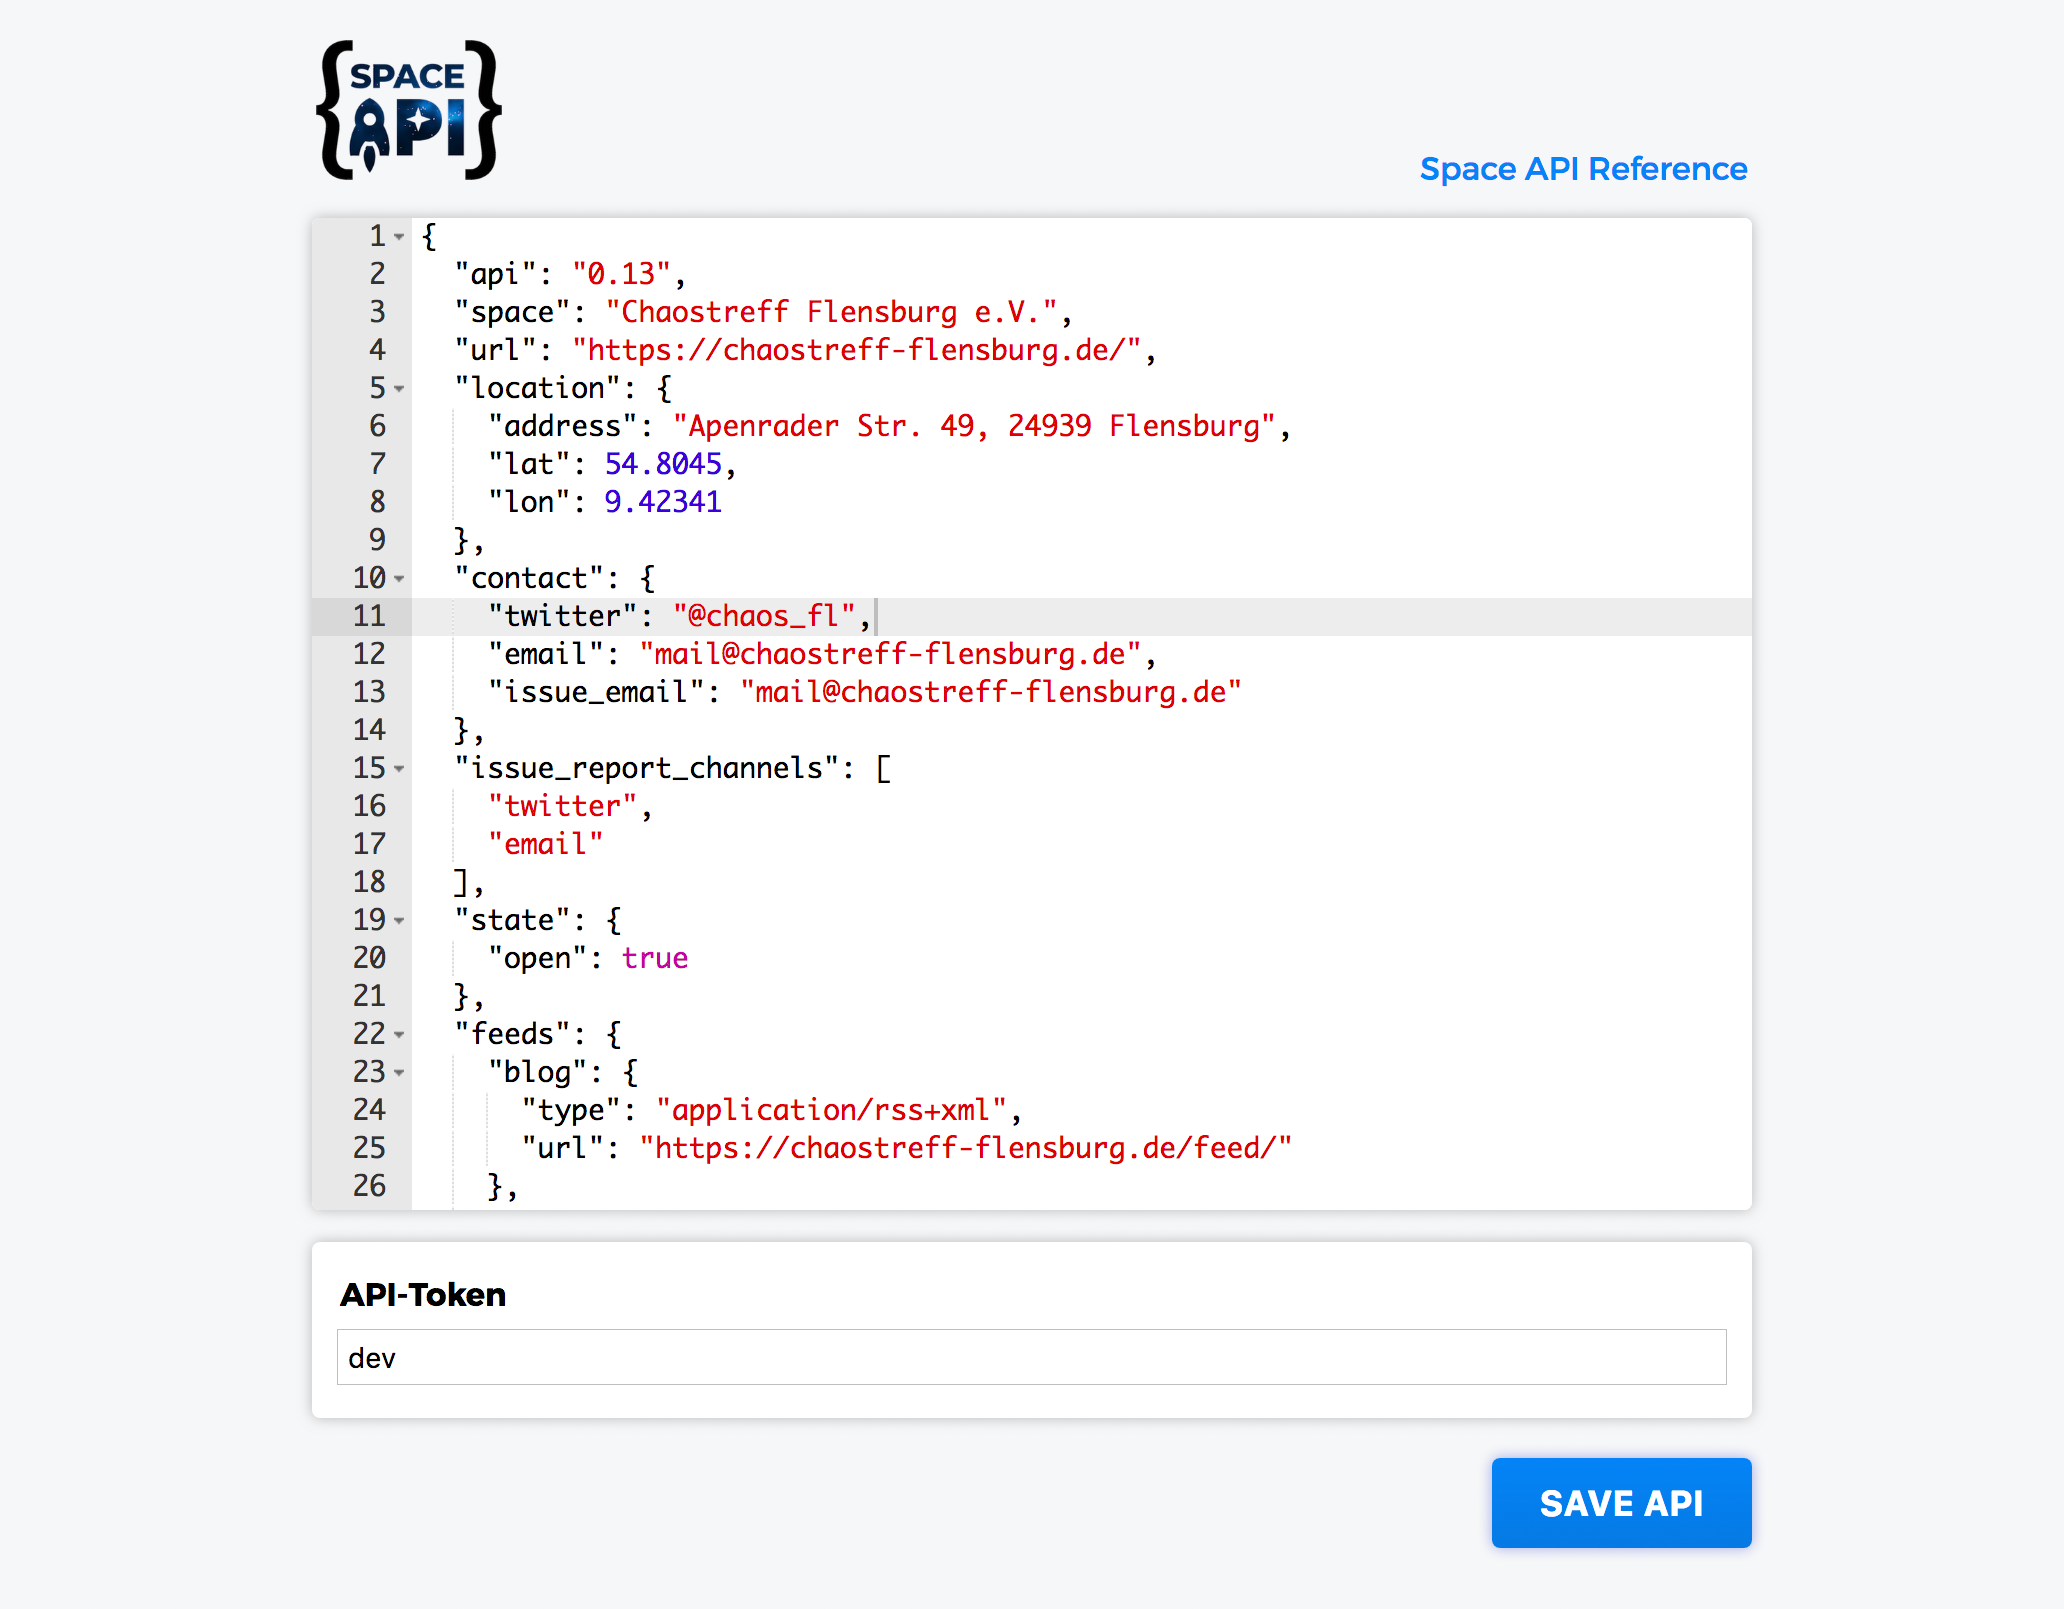 {SPACE
API}
Space API Reference
1 {
2 "api": "0.13",
3 "space": "Chaostreff Flensburg e.V.",
4 "url": "https://chaostreff-flensburg.de/",
5 "location": {
6 "address": "Apenrader Str. 49, 24939 Flensburg",
7 "lat": 54.8045,
8 "lon": 9.42341
9 },
10 "contact": {
11 "twitter": "@chaos_fl",
12 "email": "mail@chaostreff-flensburg.de",
13 "issue_email": "mail@chaostreff-flensburg.de"
14 },
15 "issue_report_channels": [
16 "twitter",
17 "email"
18 ],
19 "state": {
20 "open": true
21 },
22 "feeds": {
23 "blog": {
24 "type": "application/rss+xml",
25 "url": "https://chaostreff-flensburg.de/feed/"
26 },
API-Token
dev
SAVE API